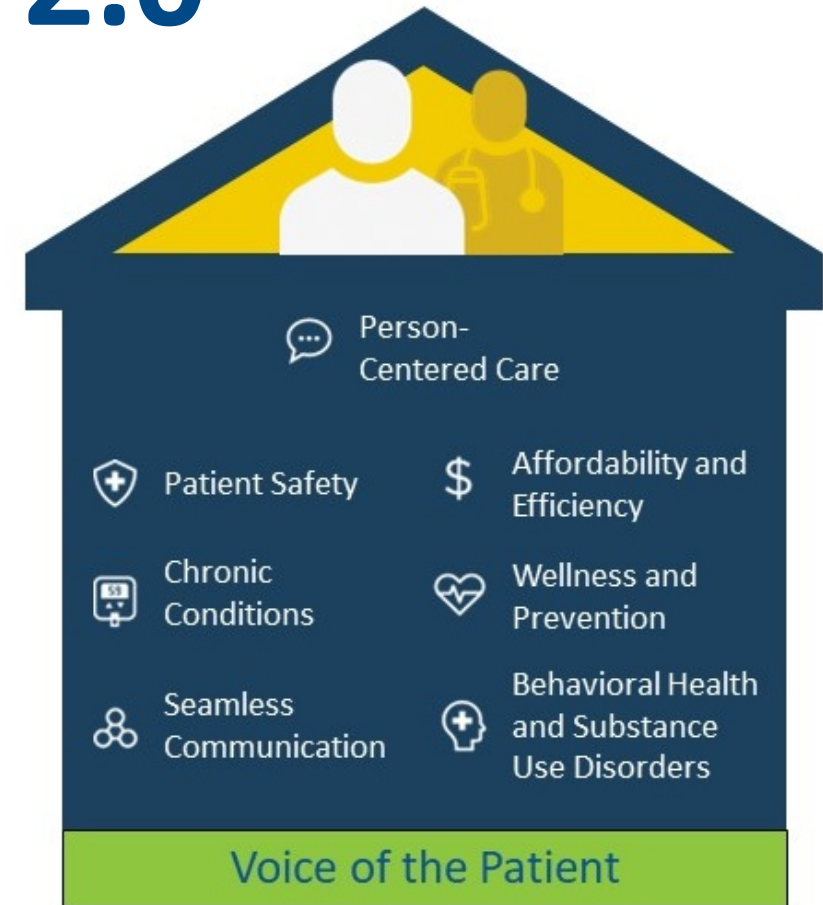 2.0
Person-
Centered Care
Patient Safety
$
Affordability and
Efficiency
59
Chronic
Conditions
Wellness and
Prevention
Seamless
Communication
Behavioral Health
and Substance
Use Disorders
Voice of the Patient